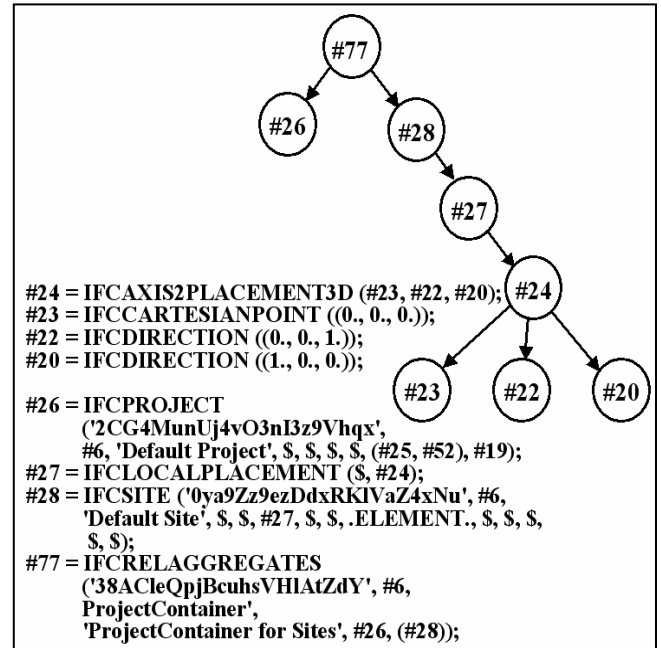 #77
#26
#28
#27
#24 = IFCAXIS2PLACEMENT3D (#23, #22, #20);
#24
#23 = IFCCARTESIANPOINT ((0., 0., 0.));
#22 = IFCDIRECTION ((0., 0., 1.));
#20 = IFCDIRECTION ((1., 0., 0.));
#23
#22
#20
#26 = IFCPROJECT
('2CG4MunUj4vO3nI3z9Vhqx',
#6, 'Default Project', $, $, $, $, (#25, #52), #19);
#27 = IFCLOCALPLACEMENT ($, #24);
#28 = IFCSITE ('0ya9Zz9ezDdxRKIVaZ4xNu', #6,
'Default Site', $, $, #27, $, $, .ELEMENT., $, $, $,
$, $);
#77 = IFCRELAGGREGATES
('38ACleQpjBcuhsVHlAtZdY', #6,
ProjectContainer',
'ProjectContainer for Sites', #26, (#28));